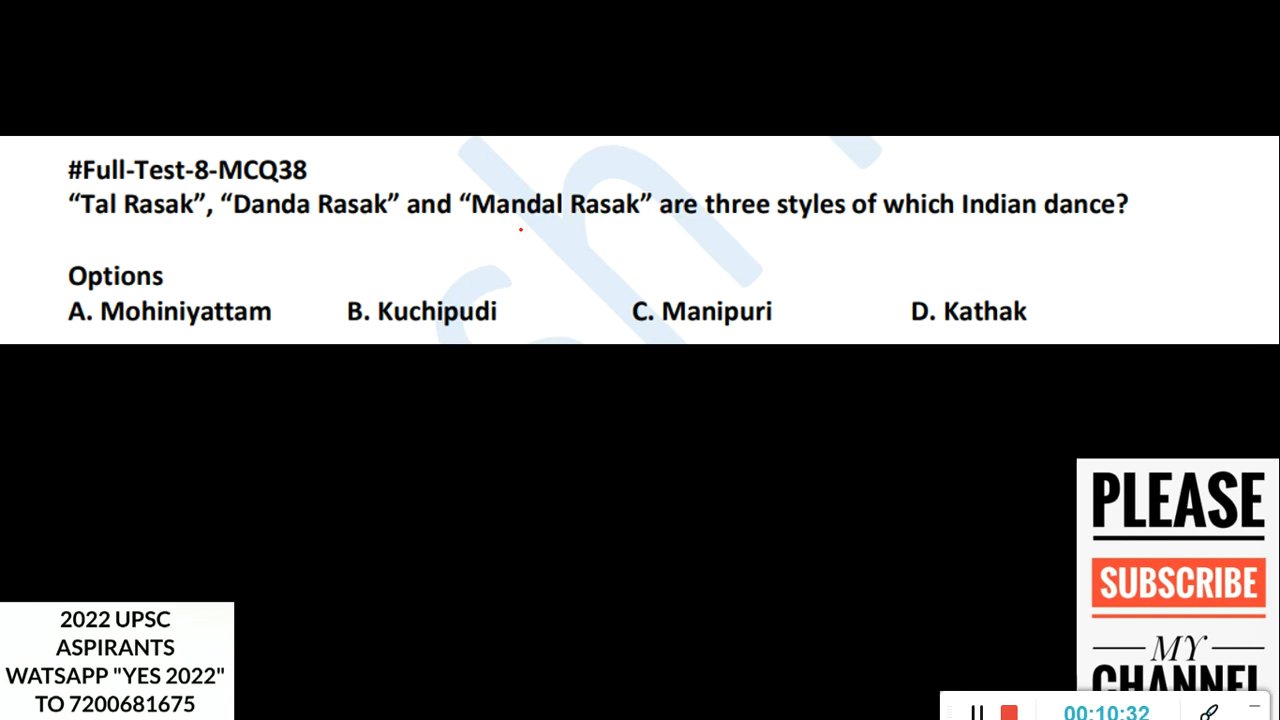 #Full-Test-8-MCQ38
“Tal Rasak”, “Danda Rasak” and “Mandal Rasak” are three styles of which Indian dance?
Options
A. Mohiniyattam B. Kuchipudi C. Manipuri D. Kathak
PLEASE
SUBSCRIBE
MY
CHANNEL
2022 UPSC
ASPIRANTS
WATSAPP "YES 2022"
TO 7200681675
00:10:32